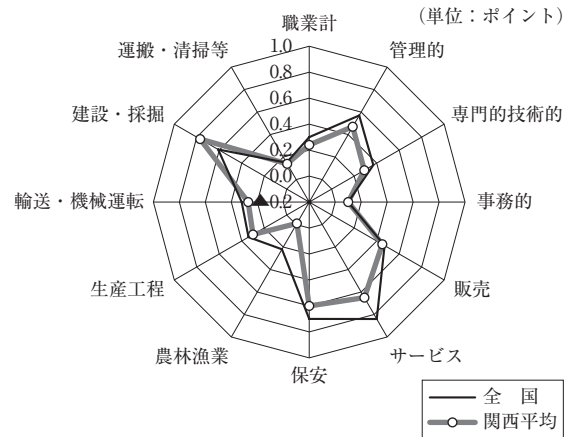 (単位：ポイント)
職業計
管理的
専門的技術的
事務的
販売
サービス
保安
農林漁業
生産工程
輸送・機械運転
建設・採掘
運搬・清掃等
1.0
0.8
0.6
0.4
0.2
0.0
▲0.2
全　国
関西平均